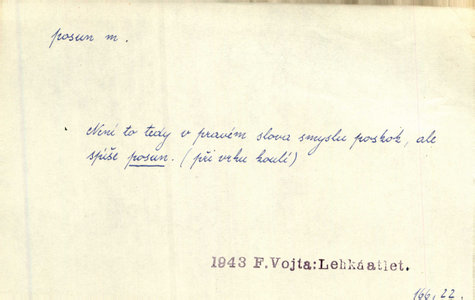 posun m.
Není to tedy v pravém slova smyslu poskok, ale
spíše posun. (při vrhu koulí)
1943 F.Vojta:Lehkáatlet.
166, 22.